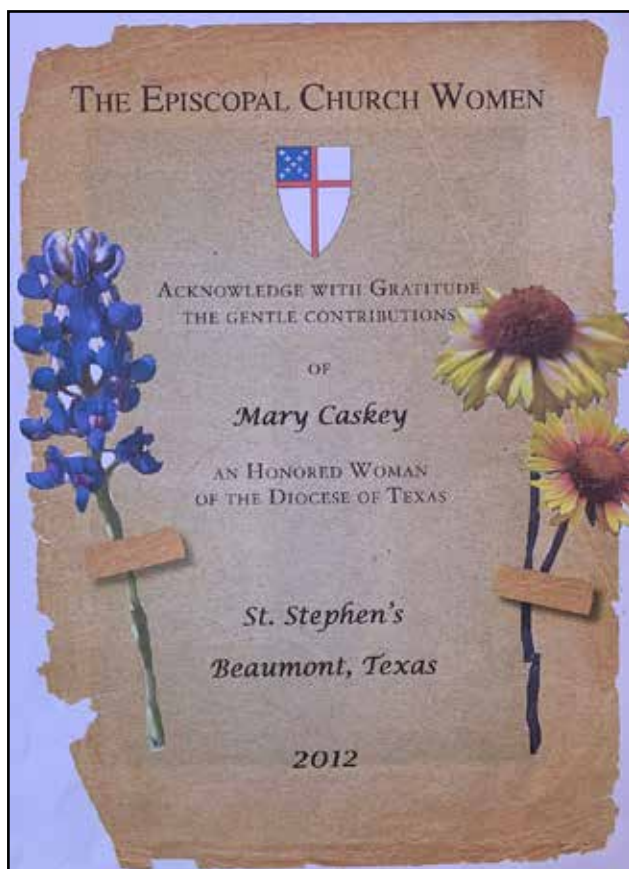 The Episcopal Church Women
Acknowledge with Gratitude
the gentle contributions
of
Mary Caskey
an Honored Woman
of the Diocese of Texas
St. Stephen's
Beaumont, Texas
2012